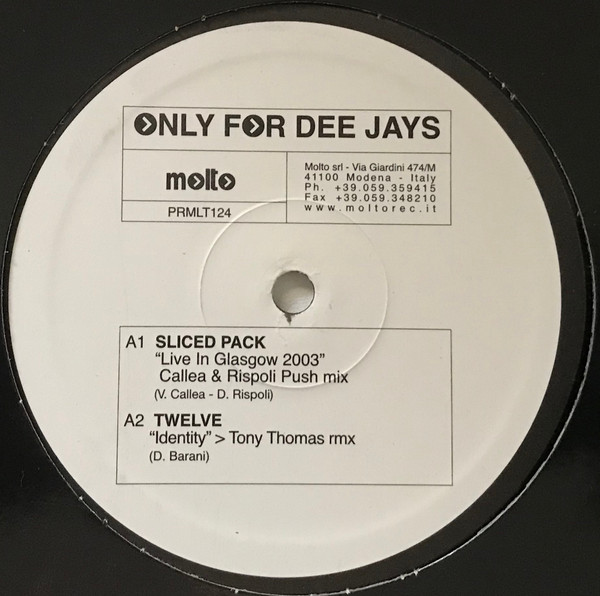 ONLY FOR DEE JAYS
molto
PRMLT124
Molto srl - Via Giardini 474/M
41100 Modena - Italy
Ph. +39.059.359415
Fax +39.059.348210
www.moltorec.it
A1 SLICED PACK
“Live In Glasgow 2003”
Callea & Rispoli Push mix
(V. Callea - D. Rispoli)
A2 TWELVE
“Identity” > Tony Thomas rmx
(D. Barani)